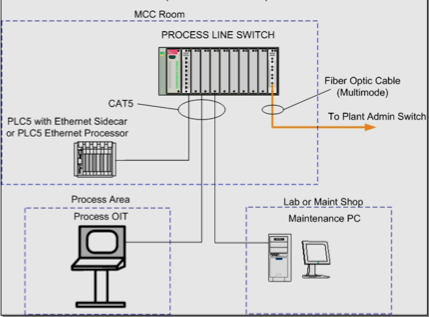 MCC Room
PROCESS LINE SWITCH
Fiber Optic Cable
(Multimode)
CAT5
To Plant Admin Switch
PLC5 with Ethernet Sidecar
or PLC5 Ethernet Processor
Process Area
Process OIT
Lab or Maint Shop
Maintenance PC